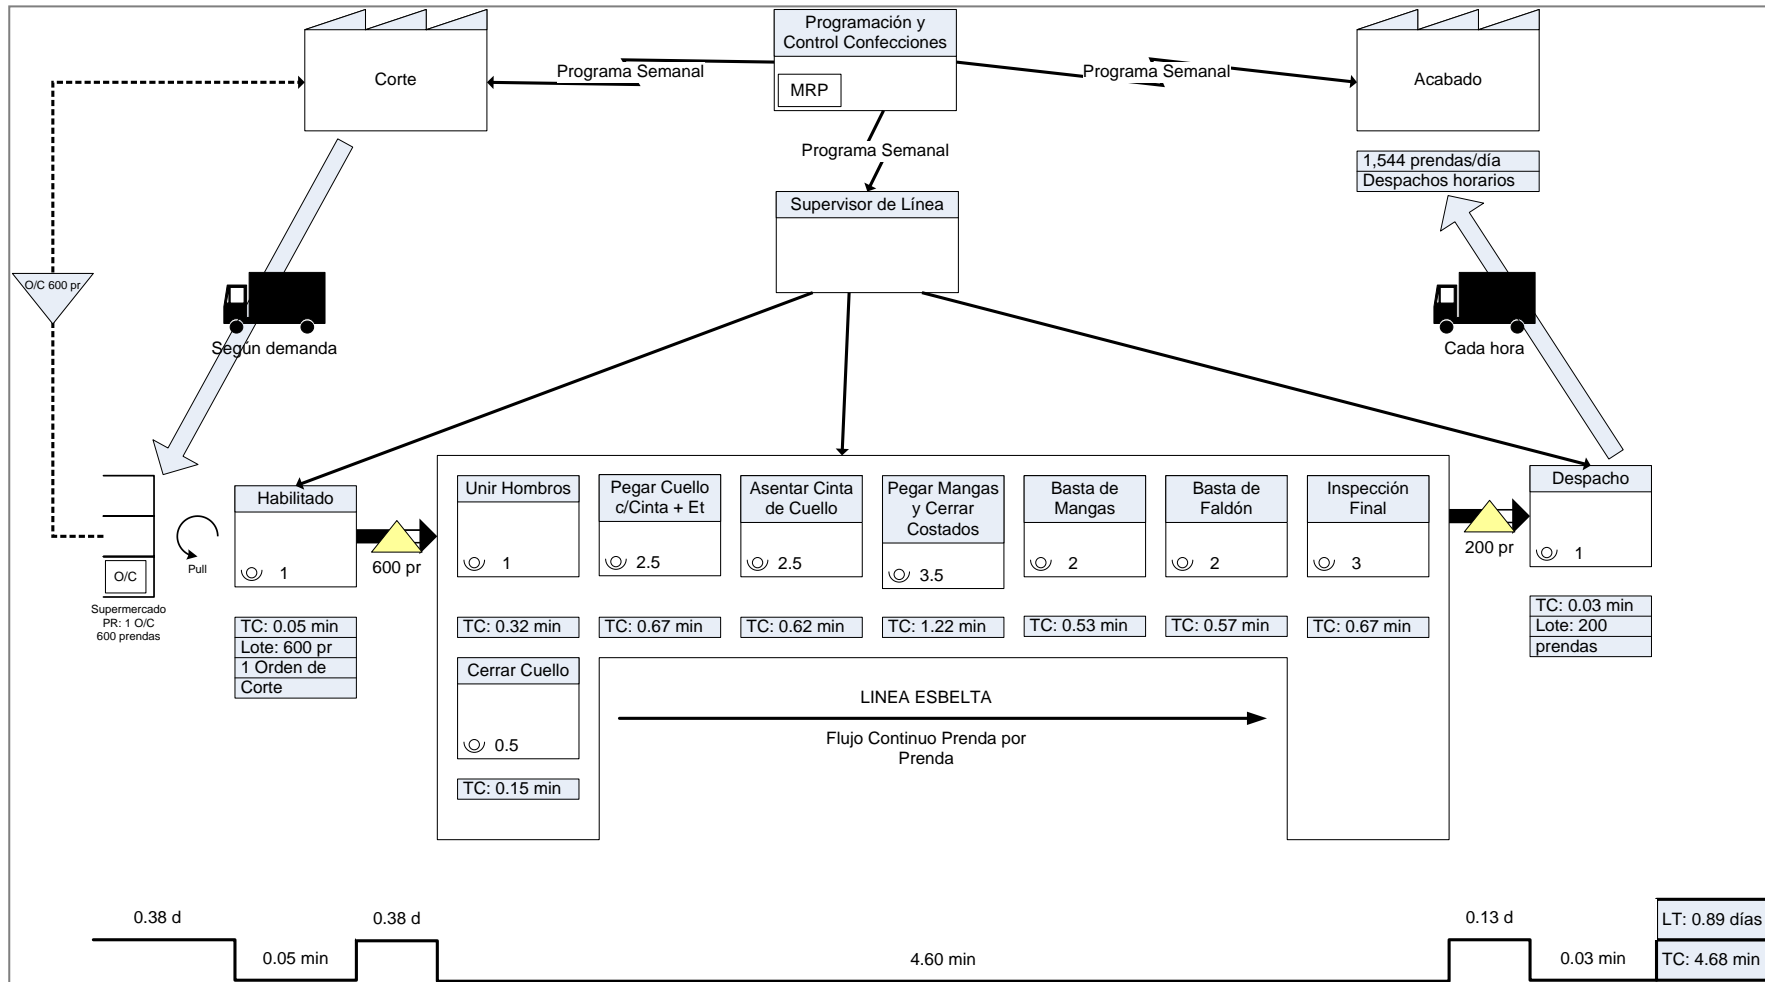 Programación y
Control Confecciones
MRP
Corte
Programa Semanal
Programa Semanal
Acabado
Programa Semanal
1,544 prendas/día
Despachos horarios
Supervisor de Línea
O/C 600 pr
Según demanda
Cada hora
O/C
Supermercado
PR: 1 O/C
600 prendas
Pull
Habilitado
1
TC: 0.05 min
Lote: 600 pr
1 Orden de
Corte
600 pr
Unir Hombros
1
TC: 0.32 min
Cerrar Cuello
0.5
TC: 0.15 min
Pegar Cuello
c/Cinta + Et
2.5
TC: 0.67 min
Asentar Cinta
de Cuello
2.5
TC: 0.62 min
Pegar Mangas
y Cerrar
Costados
3.5
TC: 1.22 min
Basta de
Mangas
2
TC: 0.53 min
Basta de
Faldón
2
TC: 0.57 min
Inspección
Final
3
TC: 0.67 min
LINEA ESBELTA
Flujo Continuo Prenda por
Prenda
200 pr
Despacho
1
TC: 0.03 min
Lote: 200
prendas
0.38 d
0.05 min
0.38 d
4.60 min
0.13 d
0.03 min
LT: 0.89 días
TC: 4.68 min